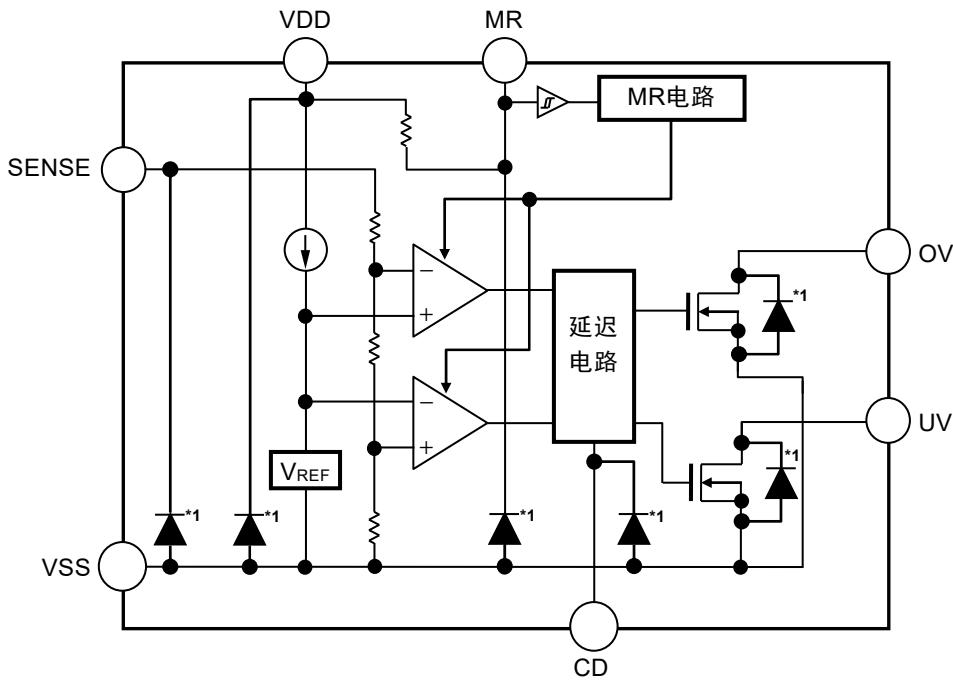 VDD
MR
MR电路
SENSE
OV
*1
−
+
延迟
电路
−
+
UV
*1
VREF
*1
*1
*1
*1
VSS
CD